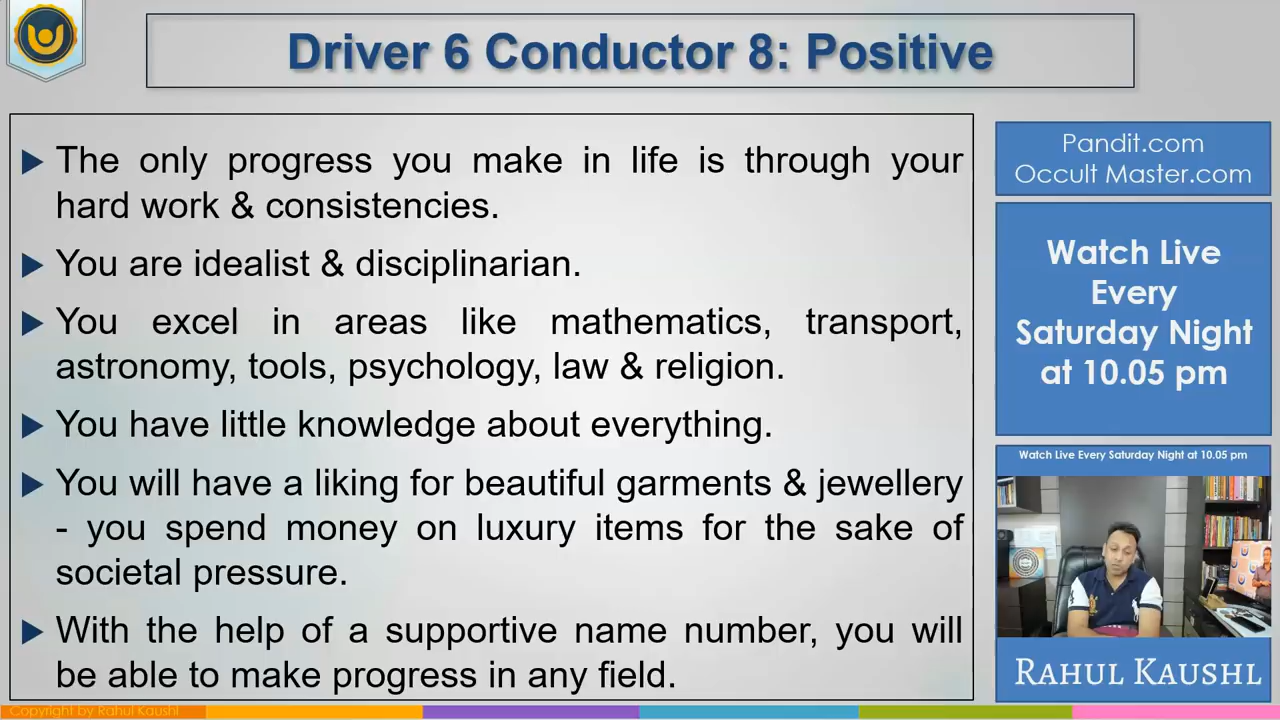 Driver 6 Conductor 8: Positive
The only progress you make in life is through your
hard work & consistencies.
You are idealist & disciplinarian.
You excel in areas like mathematics, transport,
astronomy, tools, psychology, law & religion.
You have little knowledge about everything.
You will have a liking for beautiful garments & jewellery
- you spend money on luxury items for the sake of
societal pressure.
With the help of a supportive name number, you will
be able to make progress in any field.
Pandit.com
Occult Master.com
Watch Live
Every
Saturday Night
at 10.05 pm
Watch Live Every Saturday Night at 10.05 pm
Rahul Kaushl
Copyright by Rahul Kaushl